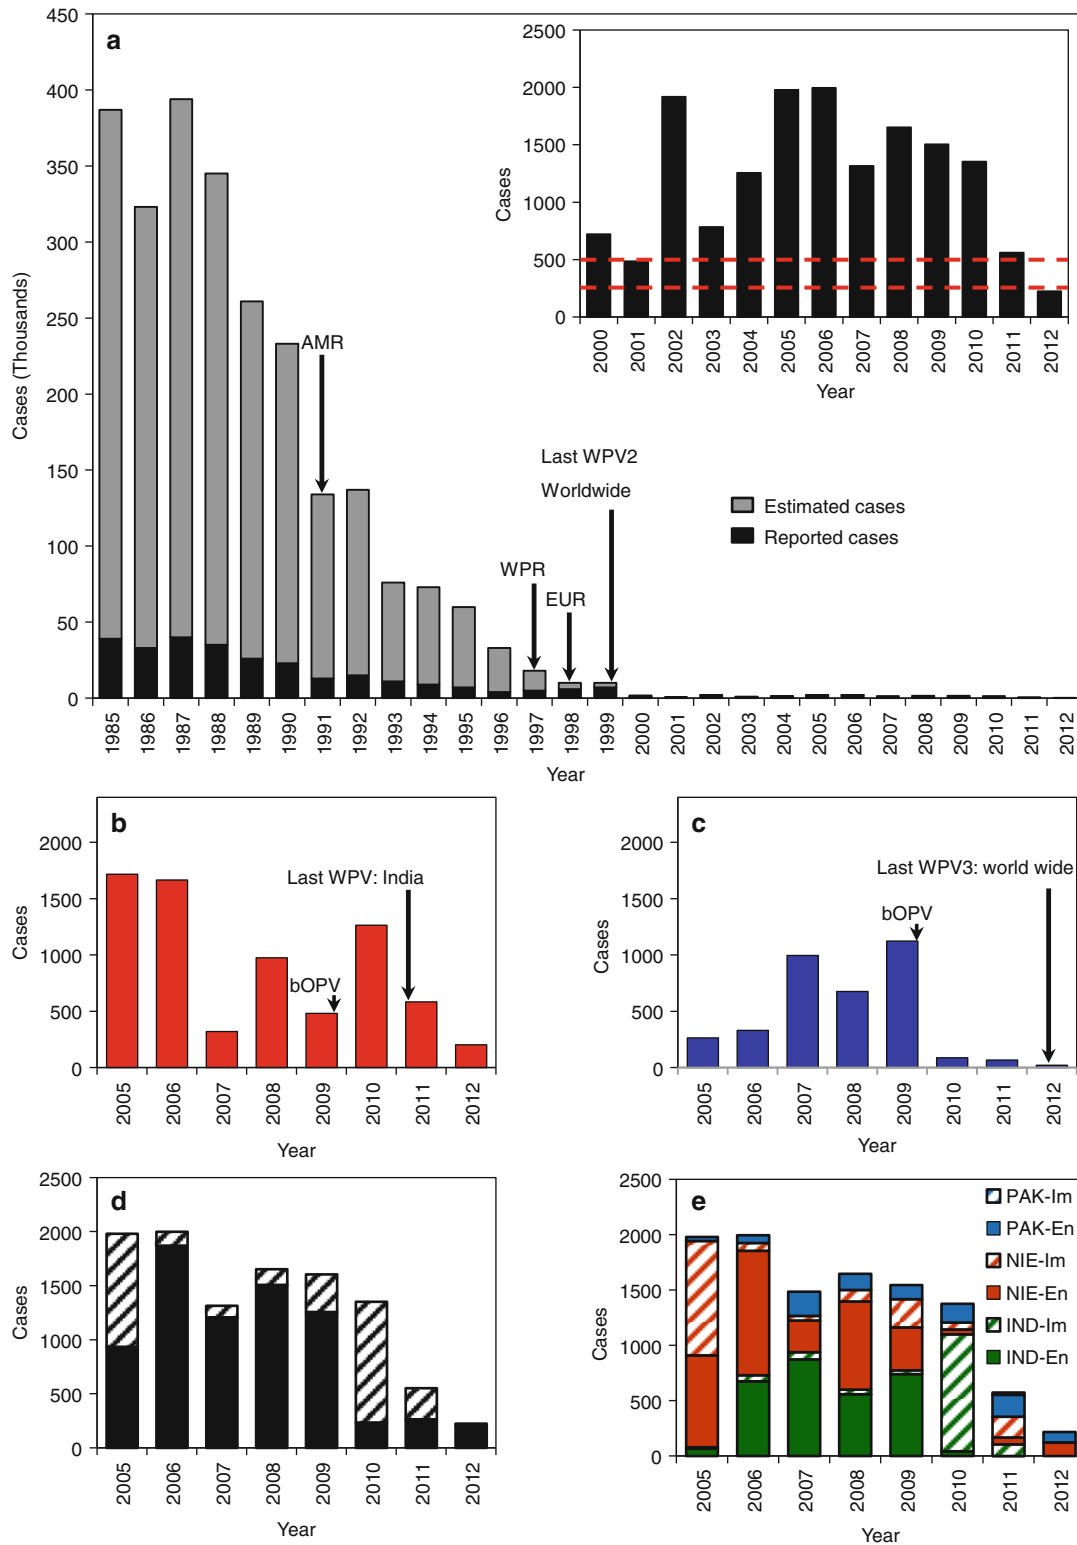 a
450
400
350
300
250
200
150
100
50
0
Cases (Thousands)
AMR
WPR
EUR
Last WPV2
Worldwide
Estimated cases
Reported cases
1985 1986 1987 1988 1989 1990 1991 1992 1993 1994 1995 1996 1997 1998 1999 2000 2001 2002 2003 2004 2005 2006 2007 2008 2009 2010 2011 2012
Year
2500
2000
1500
1000
500
0
Cases
2000 2001 2002 2003 2004 2005 2006 2007 2008 2009 2010 2011 2012
Year
b
2000
1500
1000
500
0
Cases
Last WPV: India
bOPV
2005 2006 2007 2008 2009 2010 2011 2012
Year
c
2000
1500
1000
500
0
Cases
Last WPV3: world wide
bOPV
2005 2006 2007 2008 2009 2010 2011 2012
Year
d
2500
2000
1500
1000
500
0
Cases
2005 2006 2007 2008 2009 2010 2011 2012
Year
e
2500
2000
1500
1000
500
0
Cases
PAK-Im
PAK-En
NIE-Im
NIE-En
IND-Im
IND-En
2005 2006 2007 2008 2009 2010 2011 2012
Year